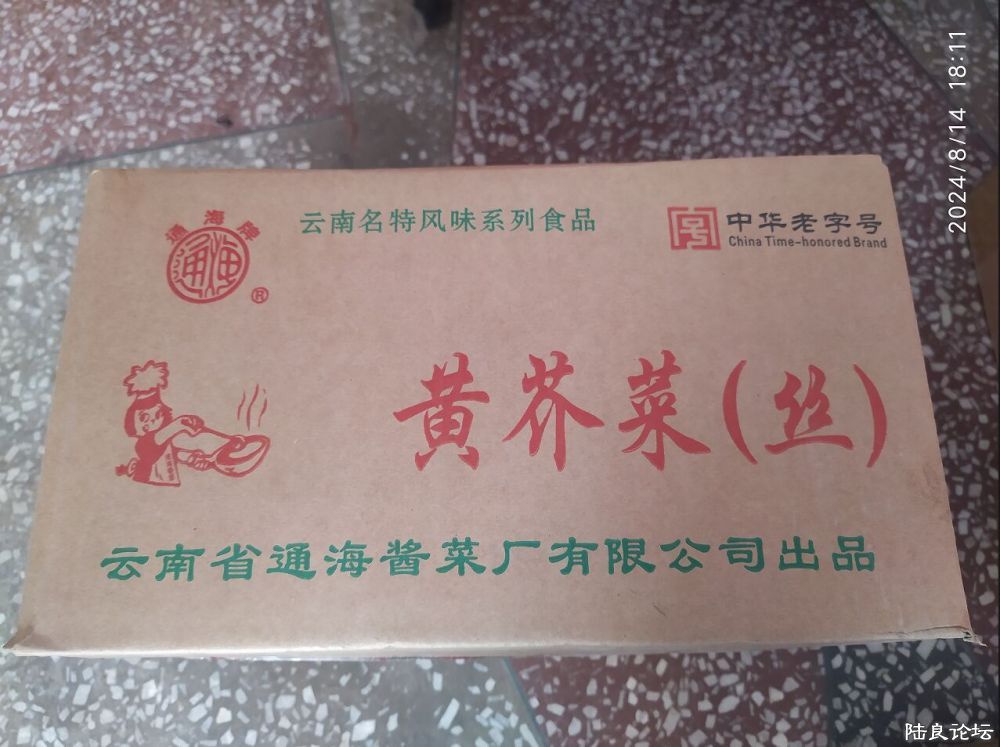 2024/8/14 18:11
通海牌
通海
®
云南名特风味系列食品
中华老字号
China Time-honored Brand
黄芥菜(丝)
云南省通海酱菜厂有限公司出品
陆良论坛